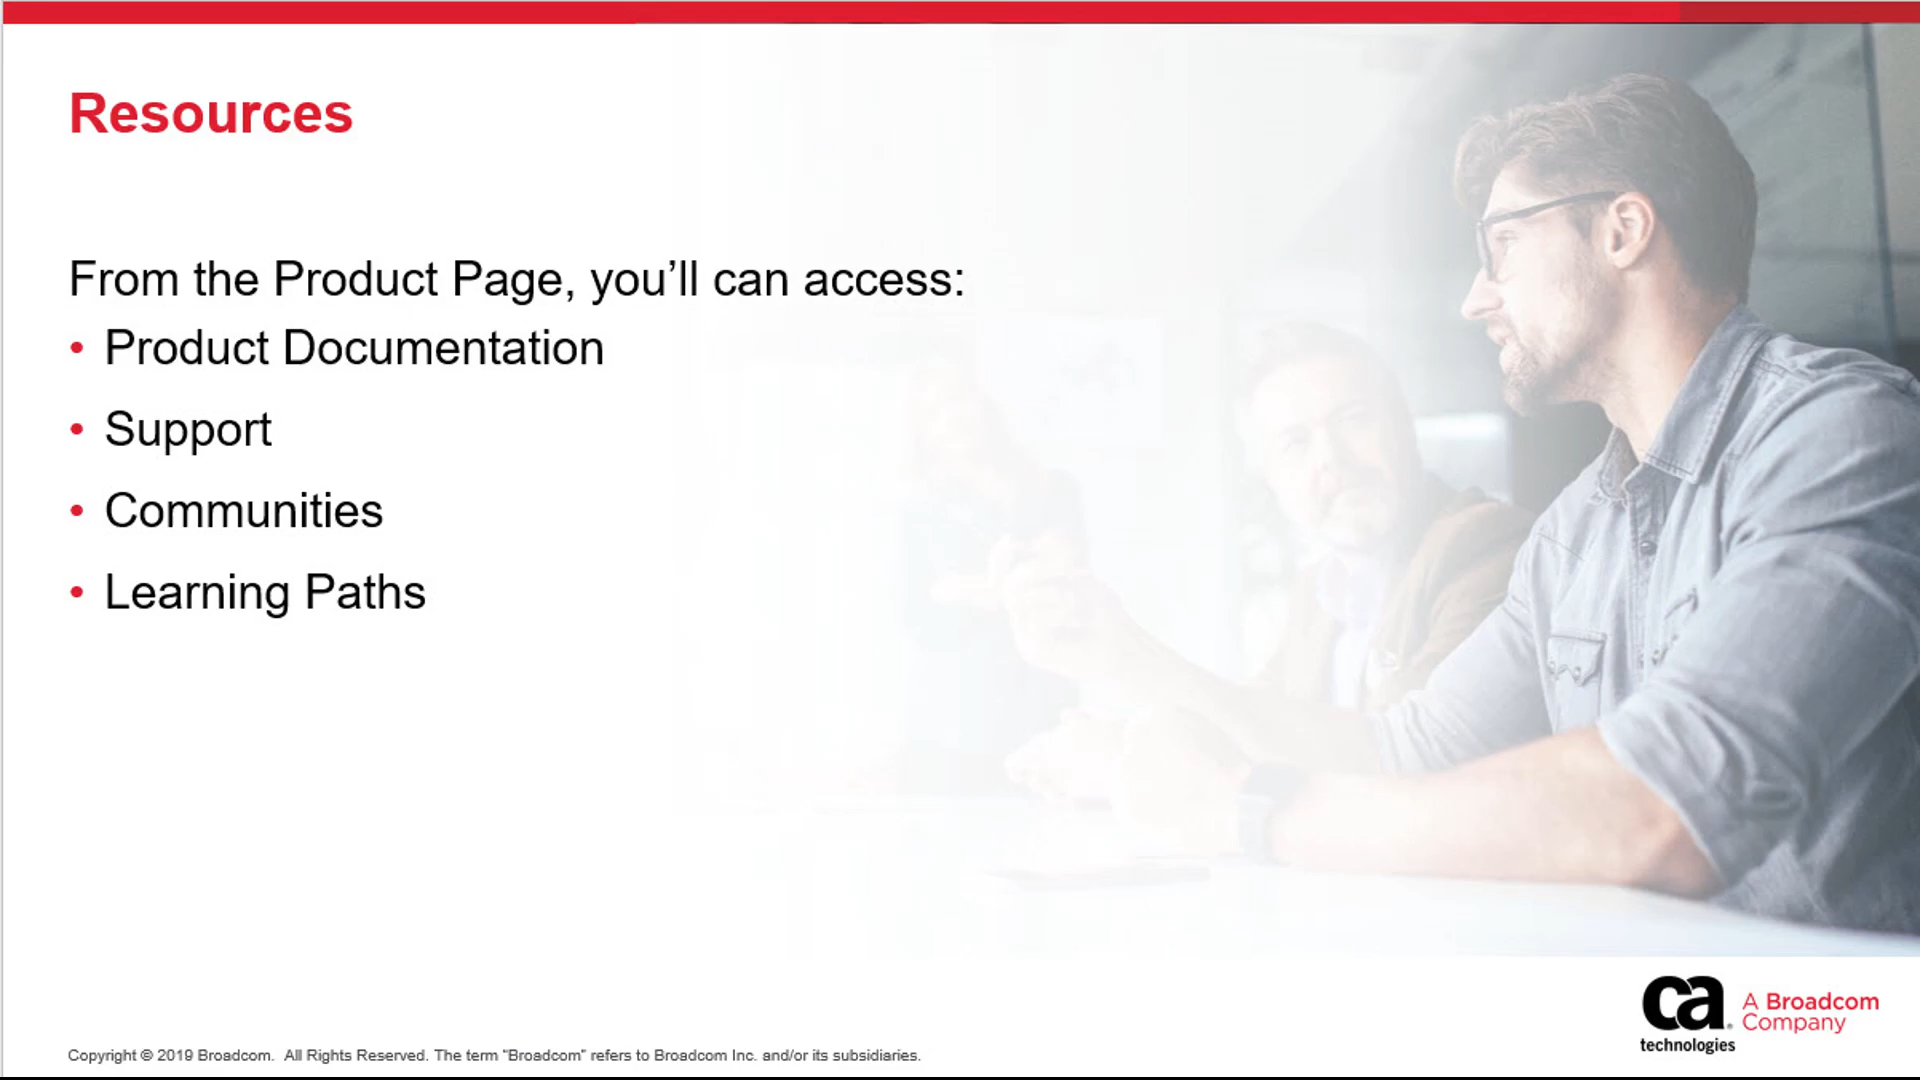 Resources
From the Product Page, you’ll can access:
• Product Documentation
• Support
• Communities
• Learning Paths
ca
technologies
A Broadcom
Company
Copyright © 2019 Broadcom. All Rights Reserved. The term “Broadcom” refers to Broadcom Inc. and/or its subsidiaries.